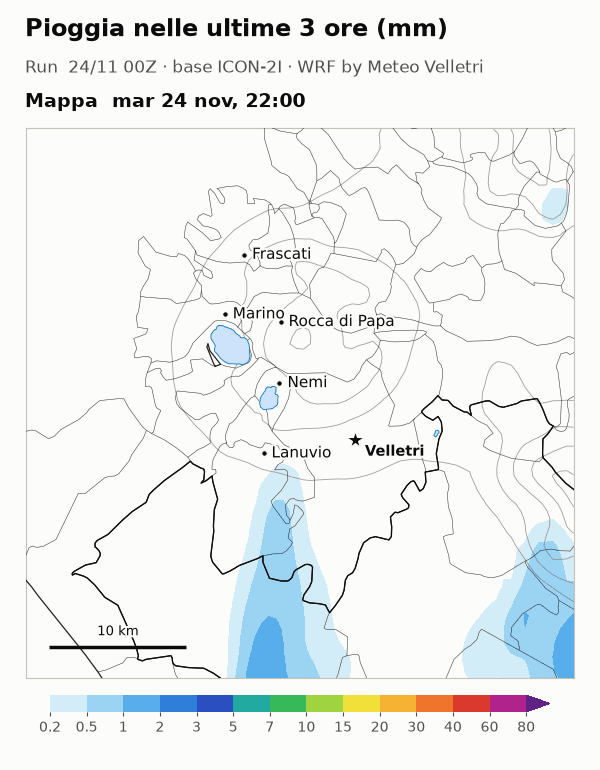 Pioggia nelle ultime 3 ore (mm)
Run  24/11 00Z · base ICON-2I · WRF by Meteo Velletri
Mappa  mar 24 nov, 22:00
Frascati
Marino
Rocca di Papa
Nemi
Velletri
Lanuvio
10 km
0.2 0.5 1 2 3 5 7 10 15 20 30 40 60 80